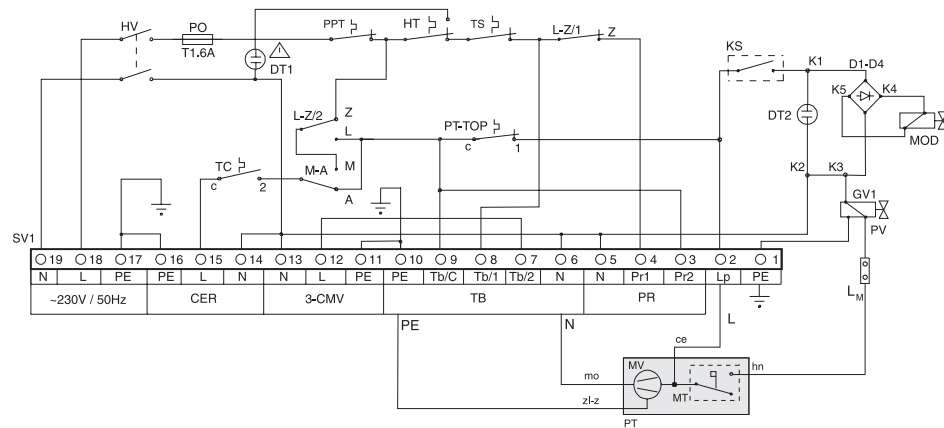 HV PO PPT HT TS L-Z/1 Z
T1.6A DT1
KS K1 D1-D4
K5 K4
DT2 MOD
L-Z/2 Z
L PT-TOP
c 1
M
TC M-A
c 2 A
K2 K3
GV1
PV
SV1
19 18 17 16 15 14 13 12 11 10 9 8 7 6 5 4 3 2 1
N L PE PE L N N L PE PE Tb/C Tb/1 Tb/2 N N Pr1 Pr2 Lp PE
~230V / 50Hz CER 3-CMV TB PR
LM
PE N L
ce
mo MV hn
MT
zl-z
PT